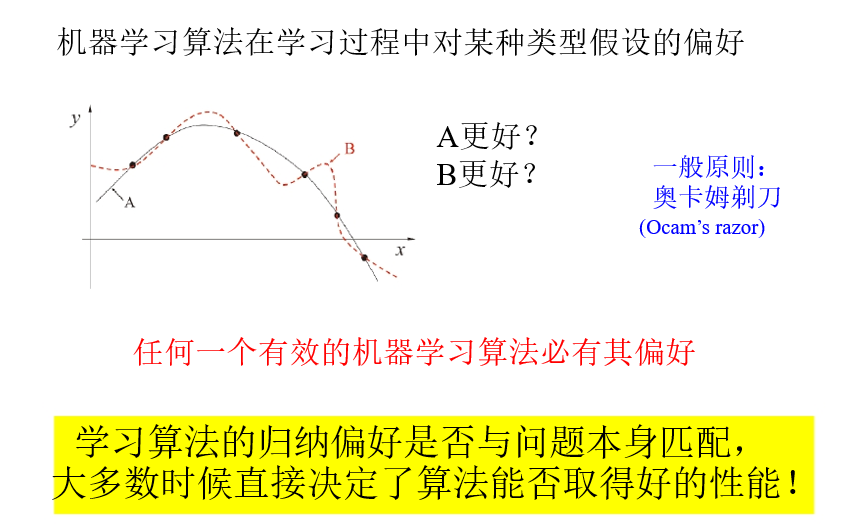 机器学习算法在学习过程中对某种类型假设的偏好
y
B
A
x
A更好？
B更好？
一般原则：
奥卡姆剃刀
(Ocam's razor)
任何一个有效的机器学习算法必有其偏好
学习算法的归纳偏好是否与问题本身匹配，
大多数时候直接决定了算法能否取得好的性能！